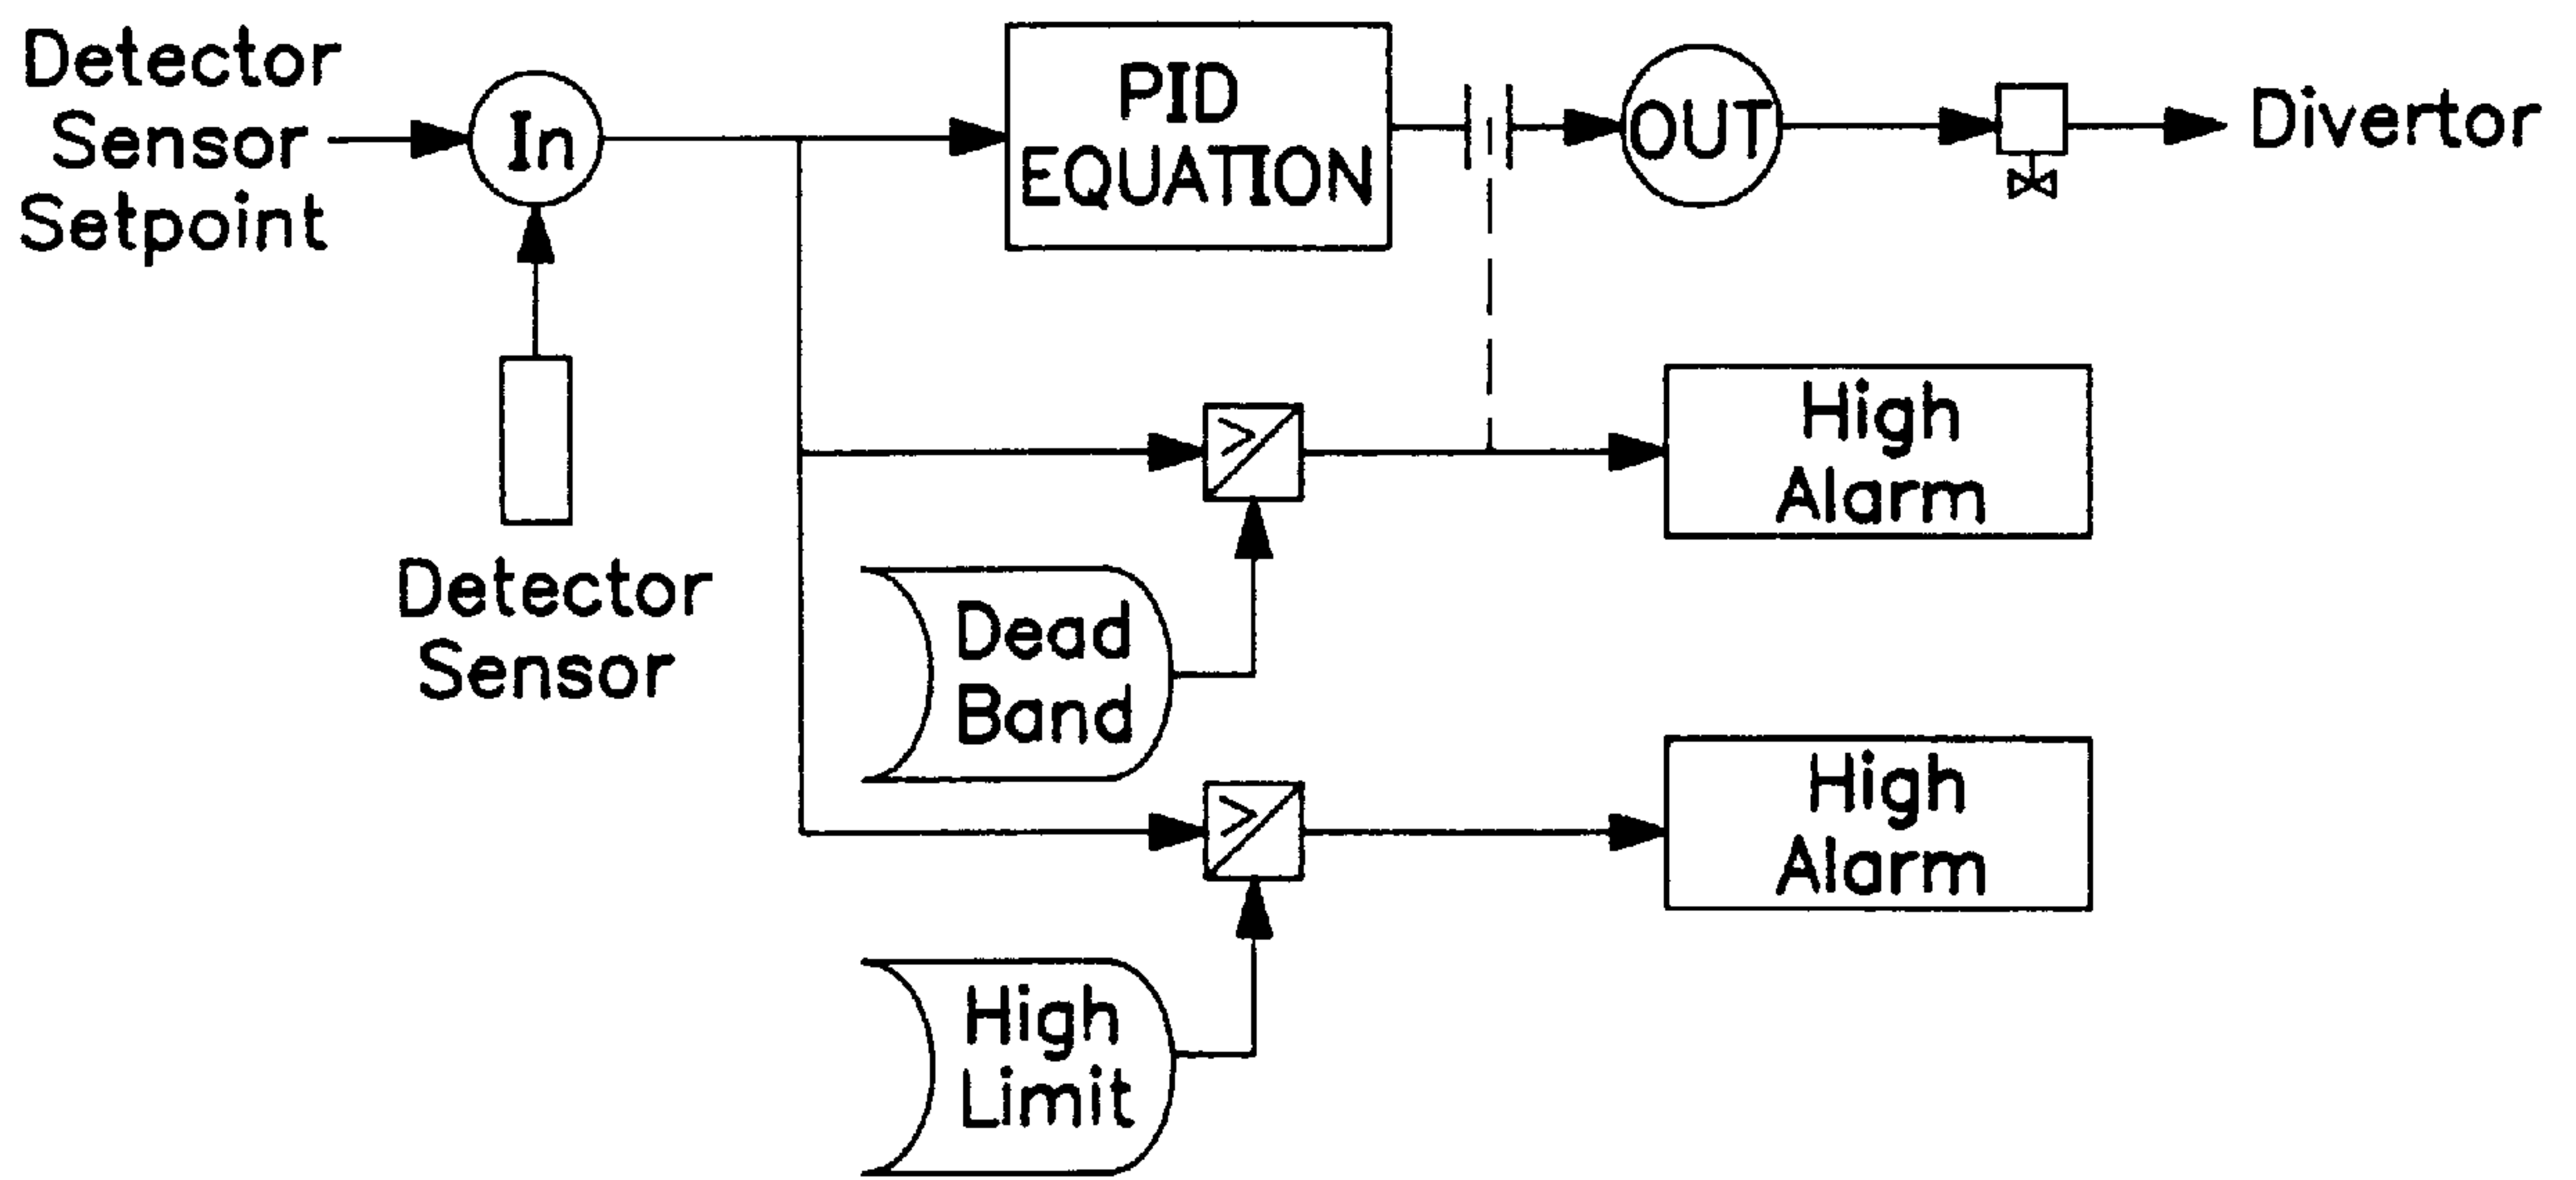 Detector
Sensor
Setpoint
In
PID
EQUATION
OUT
Divertor
Detector
Sensor
>
High
Alarm
Dead
Band
>
High
Alarm
High
Limit